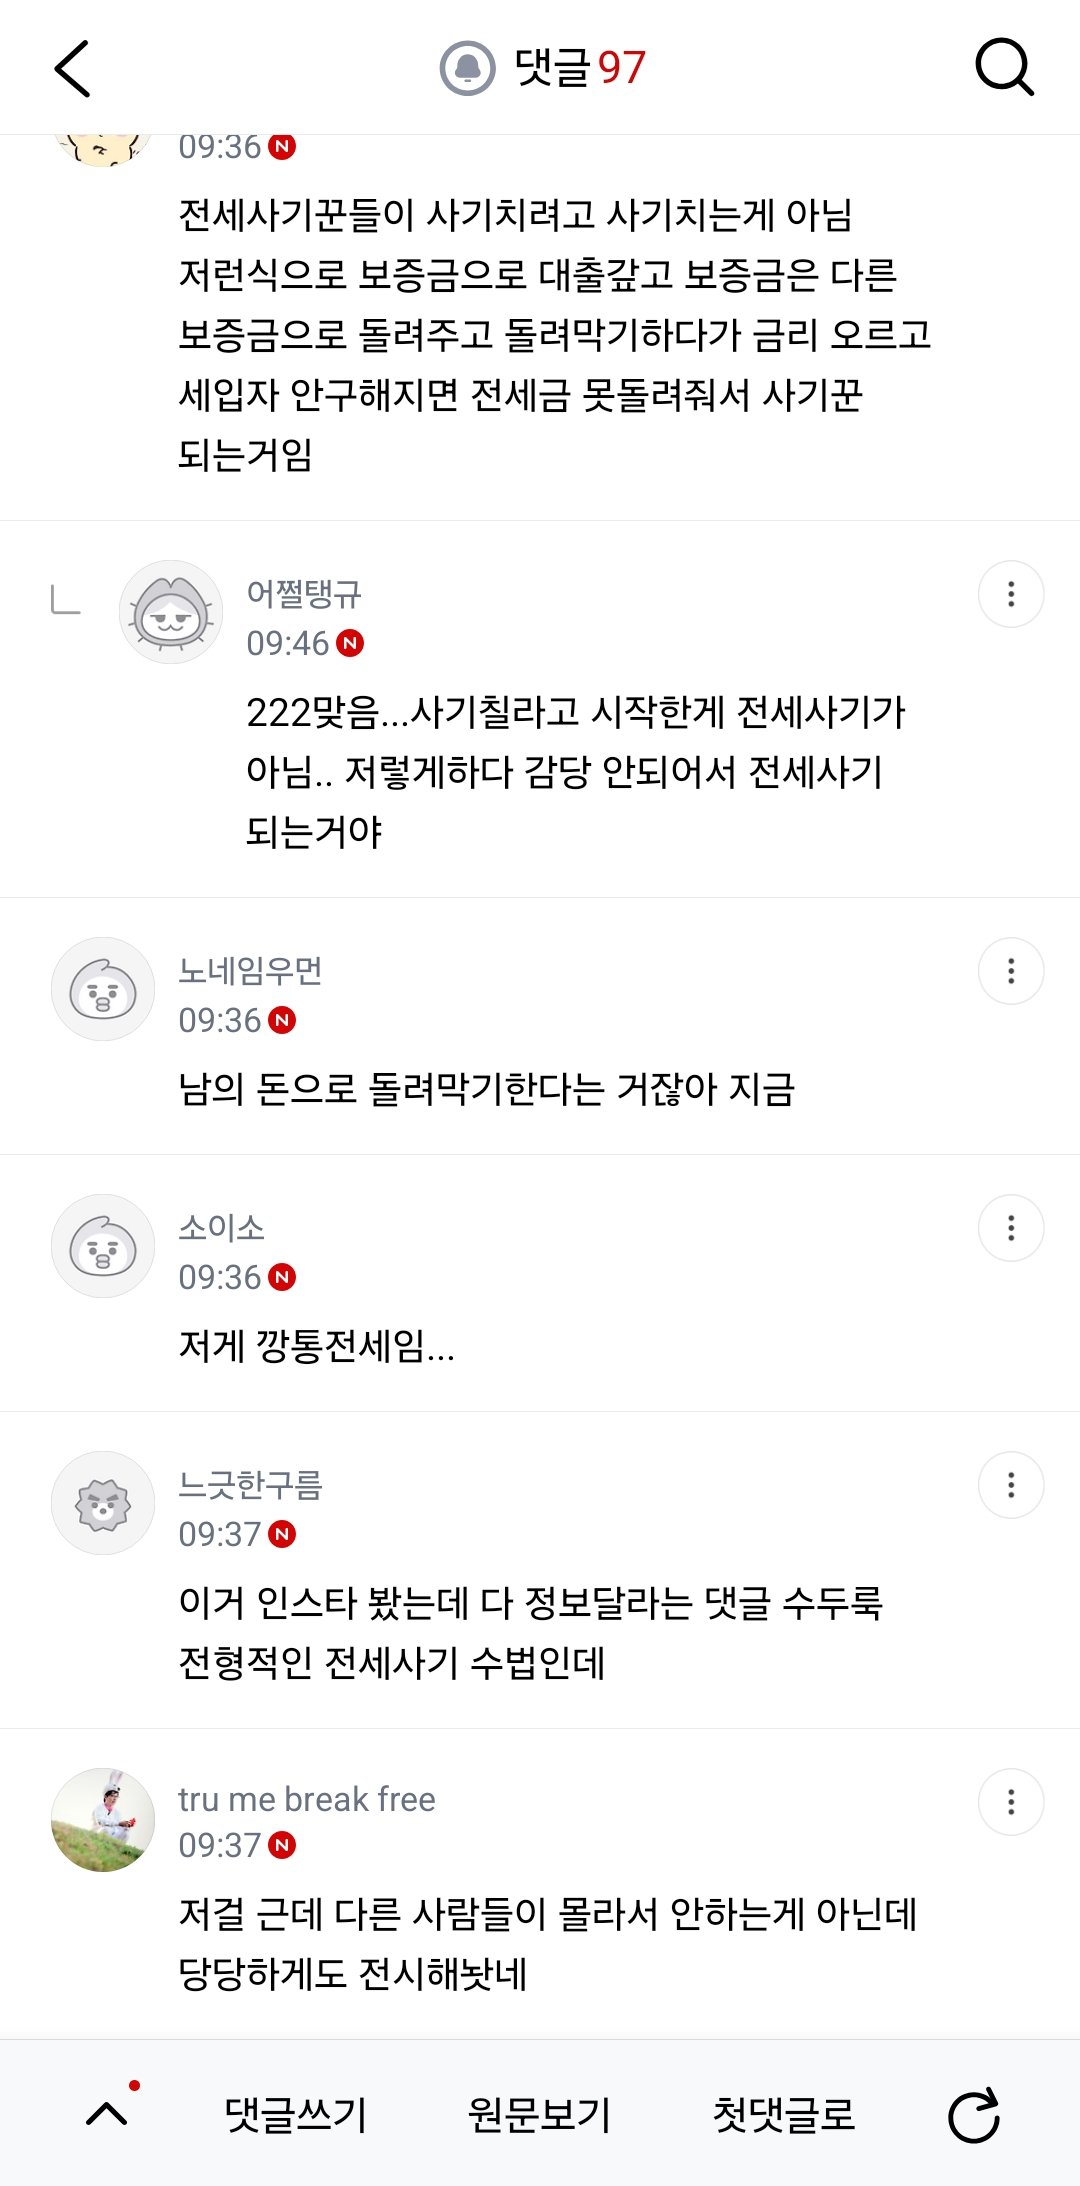 댓글 97
09:36 N
전세사기꾼들이 사기치려고 사기치는게 아님
저런식으로 보증금으로 대출갚고 보증금은 다른
보증금으로 돌려주고 돌려막기하다가 금리 오르고
세입자 안구해지면 전세금 못돌려줘서 사기꾼
되는거임
어쩔탱규
09:46 N
222맞음...사기칠라고 시작한게 전세사기가
아님.. 저렇게하다 감당 안되어서 전세사기
되는거야
노네임우먼
09:36 N
남의 돈으로 돌려막기한다는 거잖아 지금
소이소
09:36 N
저게 깡통전세임...
느긋한구름
09:37 N
이거 인스타 봤는데 다 정보달라는 댓글 수두룩
전형적인 전세사기 수법인데
tru me break free
09:37 N
저걸 근데 다른 사람들이 몰라서 안하는게 아닌데
당당하게도 전시해놧네
댓글쓰기 원문보기 첫댓글로